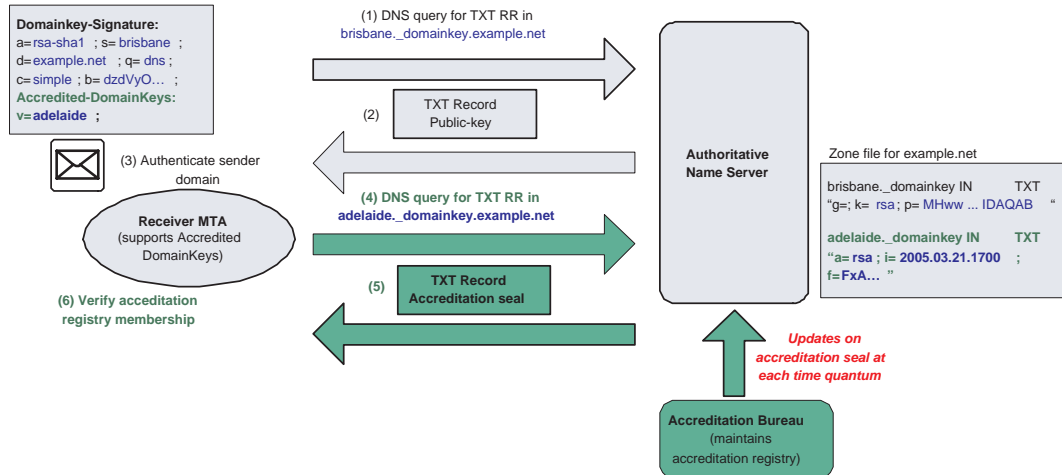 Domainkey-Signature:
a=rsa-sha1 ; s=brisbane ;
d=example.net ; q=dns ;
c=simple ; b= dzdVyO… ;
Accredited-DomainKeys:
v=adelaide ;
(1) DNS query for TXT RR in
brisbane._domainkey.example.net
(2)
TXT Record
Public-key
(3) Authenticate sender
domain
Receiver MTA
(supports Accredited
DomainKeys)
(4) DNS query for TXT RR in
adelaide._domainkey.example.net
(5)
TXT Record
Accreditation seal
(6) Verify acceditation
registry membership
Authoritative
Name Server
Zone file for example.net
brisbane._domainkey IN TXT
“g=; k= rsa; p= MHww ... IDAQAB “
adelaide._domainkey IN TXT
“a= rsa ; i= 2005.03.21.1700 ;
f=FxA… ”
Updates on
accreditation seal at
each time quantum
Accreditation Bureau
(maintains
accreditation registry)